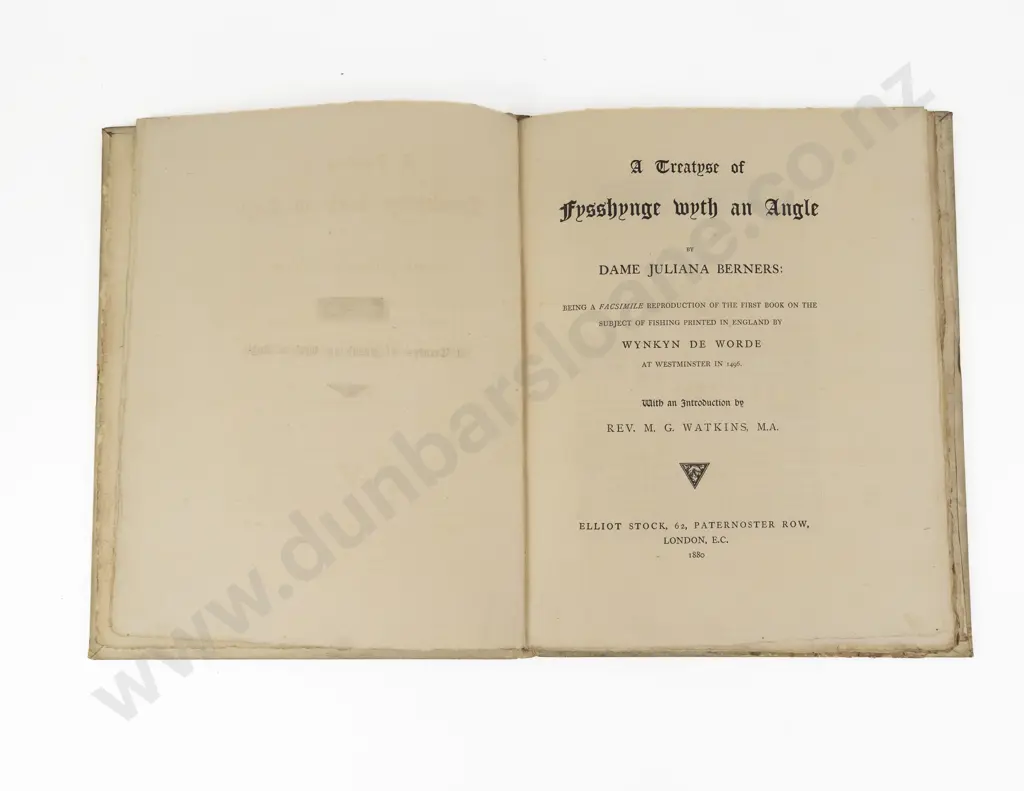 A Treatyse of
Fysshynge wyth an Angle
BY
DAME JULIANA BERNERS:
BEING A FACSIMILE REPRODUCTION OF THE FIRST BOOK ON THE
SUBJECT OF FISHING PRINTED IN ENGLAND BY
WYNKYN DE WORDE
AT WESTMINSTER IN 1496.
With an Introduction by
REV. M. G. WATKINS, M.A.
ELLIOT STOCK, 62, PATERNOSTER ROW,
LONDON, E.C.
1880
www.dunbarsloane.co.nz